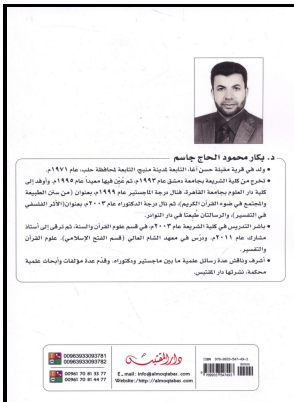 د. بكار محمود الحاج جاسم
• ولد في قرية مقبلة حسن آغا، التابعة لمدينة منبج، التابعة لمحافظة حلب، عام ١٩٧١م.
• تخرج من كلية الشريعة بجامعة دمشق عام ١٩٩٣م، ثم عُيّن فيها معيداً عام ١٩٩٥م، وأوفد إلى
كلية دار العلوم بجامعة القاهرة، فنال درجة الماجستير عام ١٩٩٩م، بعنوان (من سنن الطبيعة
والمجتمع في ضوء القرآن الكريم)، ثم نال درجة الدكتوراه عام ٢٠٠٣م، بعنوان (الأثر الفلسفي
في التفسير)، والرسالتان طُبعتا في دار النوادر.
• باشر التدريس في كلية الشريعة عام ٢٠٠٣م، في قسم علوم القرآن والسنة، ثم ترقى إلى أستاذ
مشارك عام ٢٠١١م، ودرّس في معهد الشام العالي (قسم الفتح الإسلامي)، علوم القرآن
والتفسير.
• أشرف وناقش عدة رسائل علمية ما بين ماجستير ودكتوراه، وقدّم عدة مؤلفات وأبحاث علمية
محكمة، نشرتها دار المقتبس.
00963933093781
00963933093782
00961 70 81 33 77
00961 70 81 44 77
دار المقتبس
E_mail: info@almoqtabas.com
Website:/http://almoqtabas.com